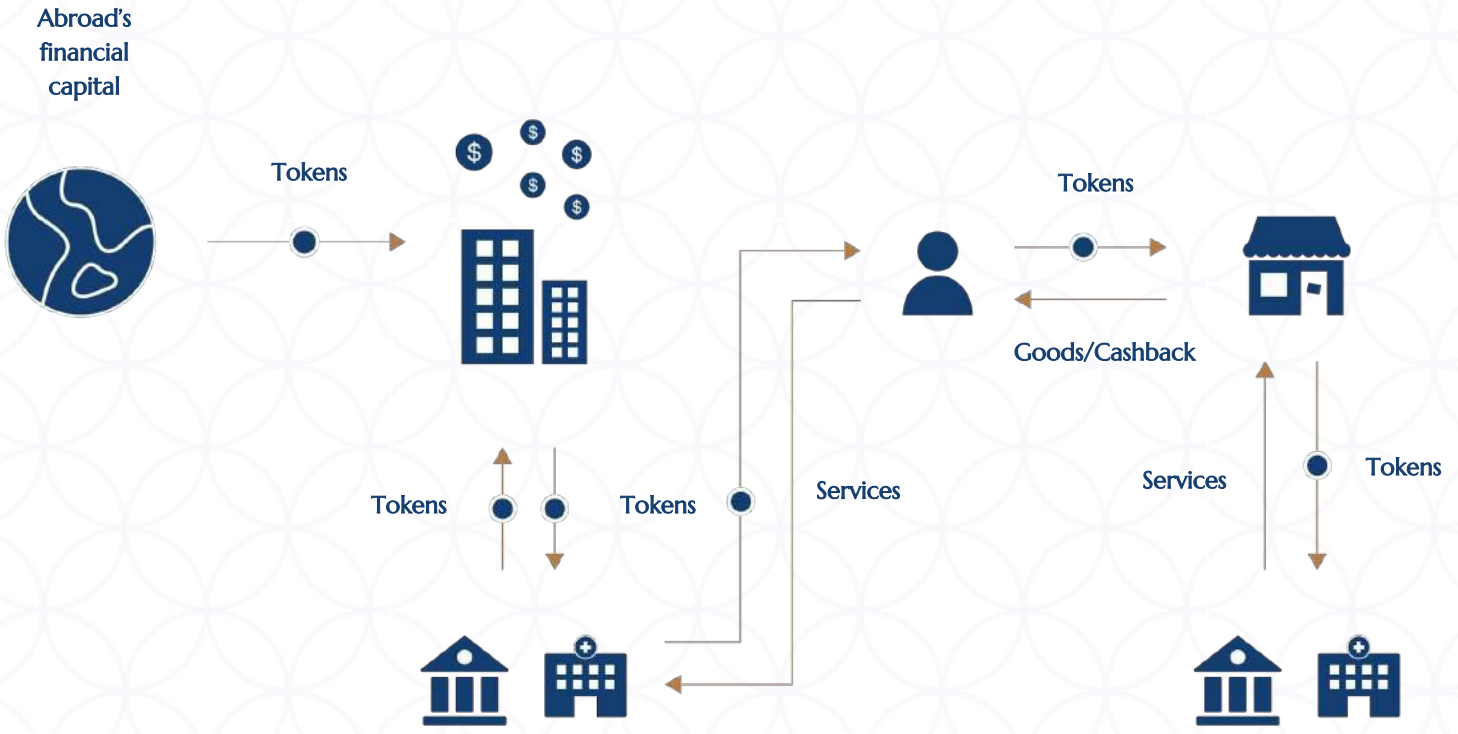 Abroad's
financial
capital
Tokens
$
$
$
$
$
Tokens
Goods/Cashback
Tokens
Tokens
Services
Services
Tokens